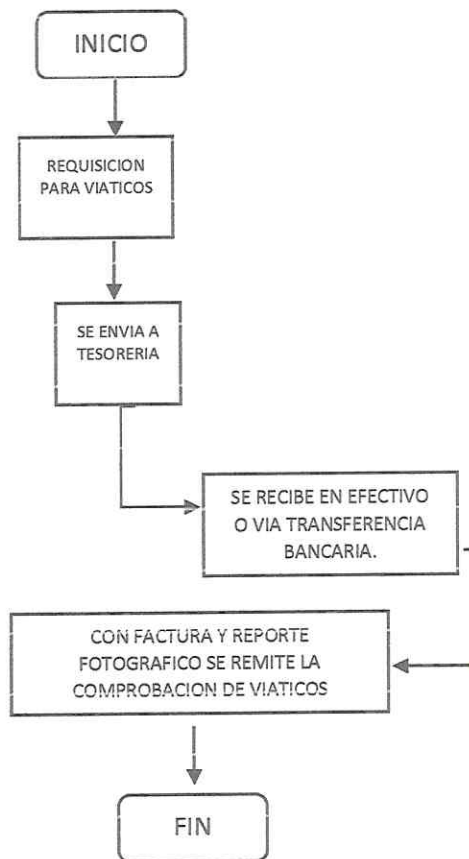 INICIO
REQUISICION
PARA VIATICOS
SE ENVIA A
TESORERIA
SE RECIBE EN EFECTIVO
O VIA TRANSFERENCIA
BANCARIA.
CON FACTURA Y REPORTE
FOTOGRAFICO SE REMITE LA
COMPROBACION DE VIATICOS
FIN